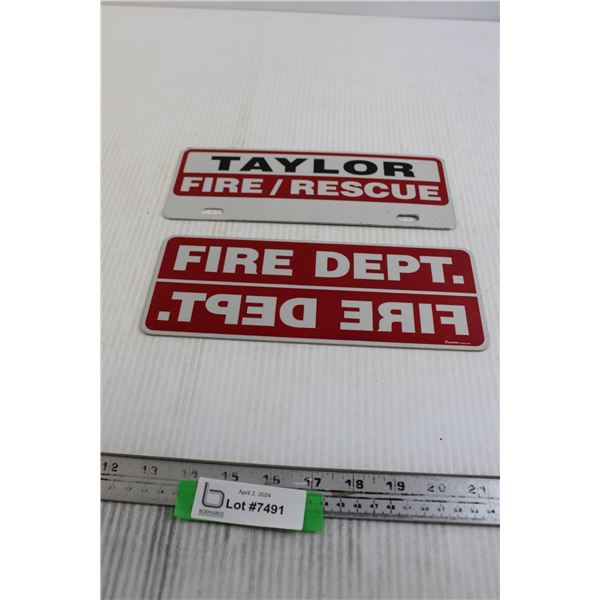 TAYLOR
FIRE / RESCUE
FIRE DEPT.
FIRE DEPT.
12 13 14 15 16 17 18 19 20 21
April 2, 2024
Lot #7491